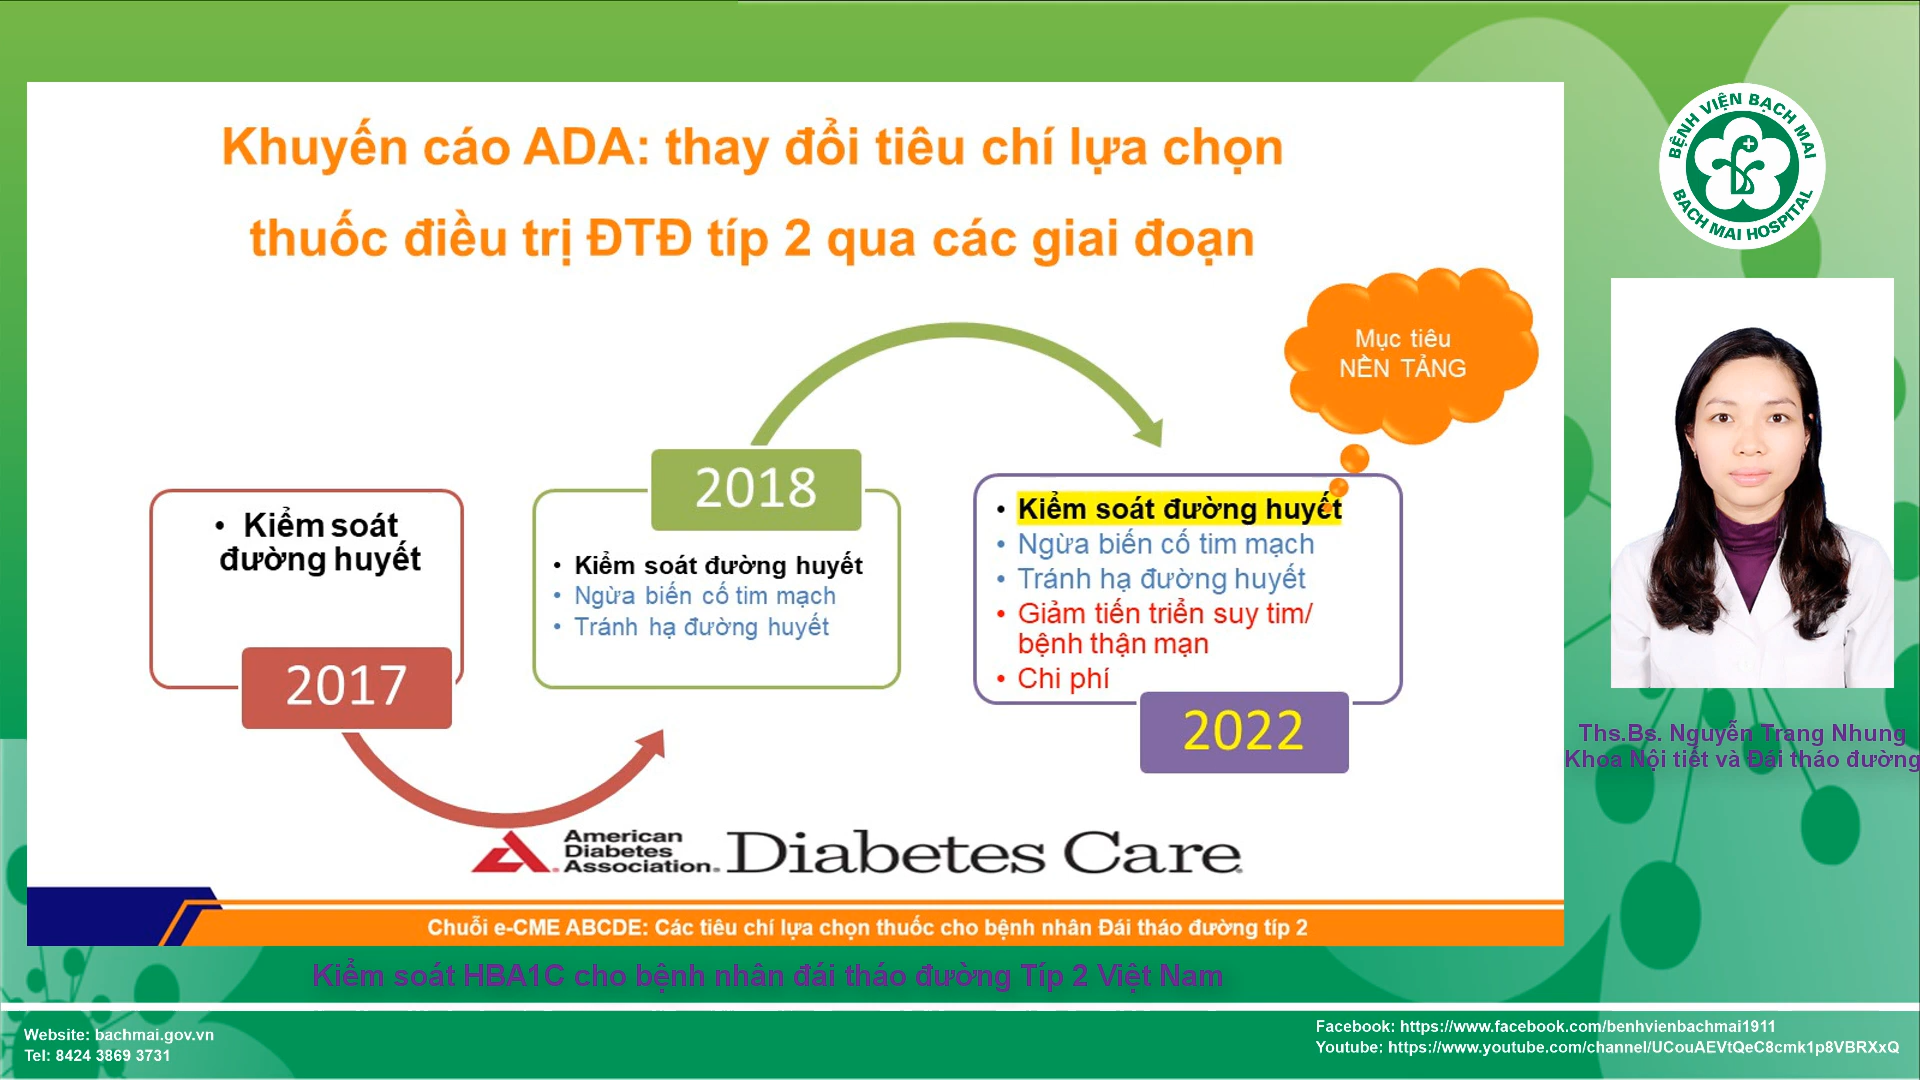 Khuyến cáo ADA: thay đổi tiêu chí lựa chọn
thuốc điều trị ĐTĐ típ 2 qua các giai đoạn
BỆNH VIỆN BẠCH MAI
BACH MAI HOSPITAL
Mục tiêu
NỀN TẢNG
• Kiểm soát
đường huyết
2017
2018
• Kiểm soát đường huyết
• Ngừa biến cố tim mạch
• Tránh hạ đường huyết
• Kiểm soát đường huyết
• Ngừa biến cố tim mạch
• Tránh hạ đường huyết
• Giảm tiến triển suy tim/
bệnh thận mạn
• Chi phí
2022
Ths.Bs. Nguyễn Trang Nhung
Khoa Nội tiết và Đái tháo đường
American
Diabetes
Association.
Diabetes Care
Chuỗi e-CME ABCDE: Các tiêu chí lựa chọn thuốc cho bệnh nhân Đái tháo đường típ 2
Kiểm soát HBA1C cho bệnh nhân đái tháo đường Típ 2 Việt Nam
Website: bachmai.gov.vn
Tel: 8424 3869 3731
Facebook: https://www.facebook.com/benhvienbachmai1911
Youtube: https://www.youtube.com/channel/UCouAEVtQeC8cmk1p8VBRXxQ